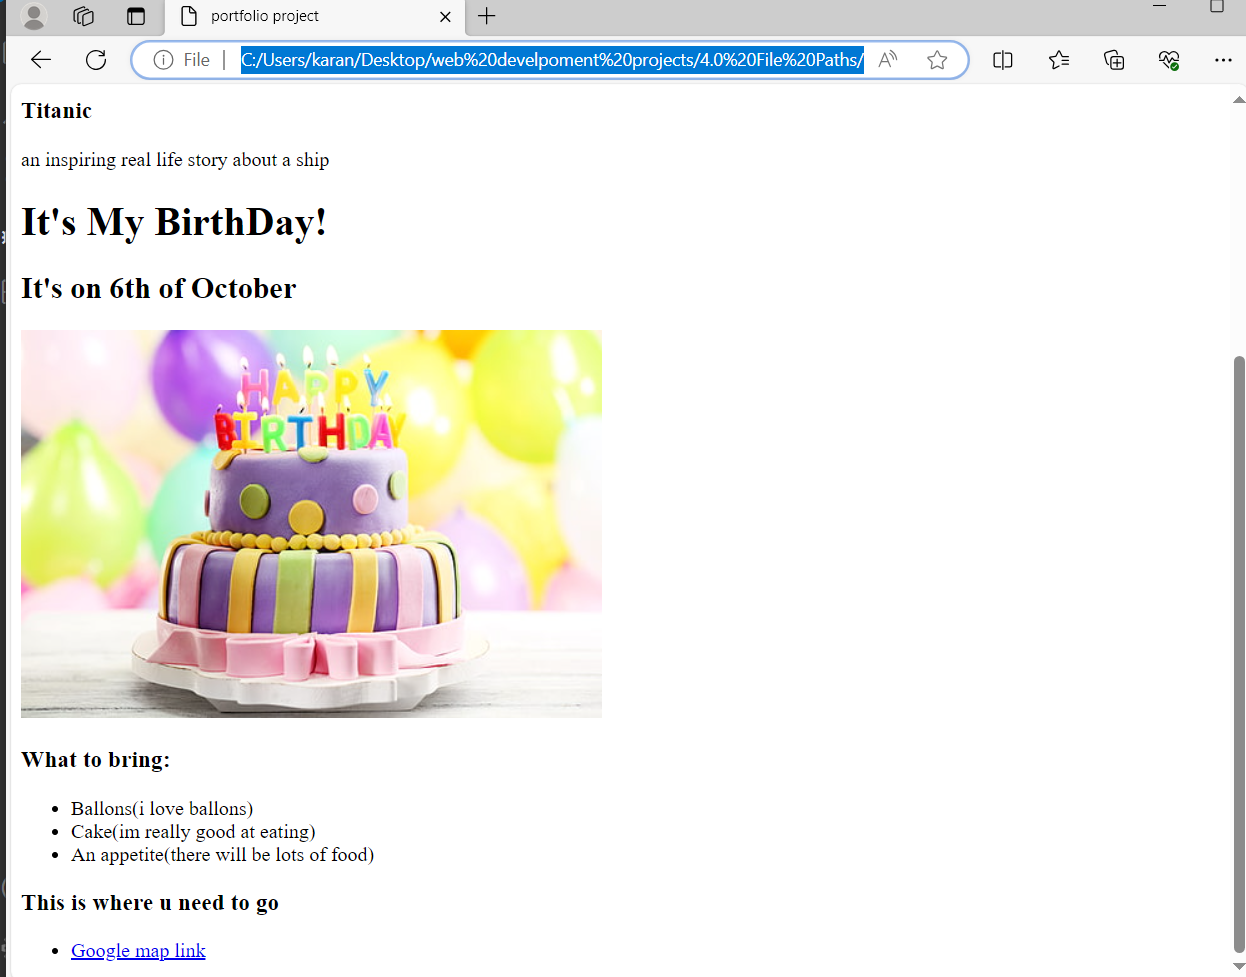 portfolio project
File
C:/Users/karan/Desktop/web%20develpoment%20projects/4.0%20File%20Paths/
Titanic
an inspiring real life story about a ship
It's My BirthDay!
It's on 6th of October
HAPPY
BIRTHDAY
What to bring:
Ballons(i love ballons)
Cake(im really good at eating)
An appetite(there will be lots of food)
This is where u need to go
Google map link